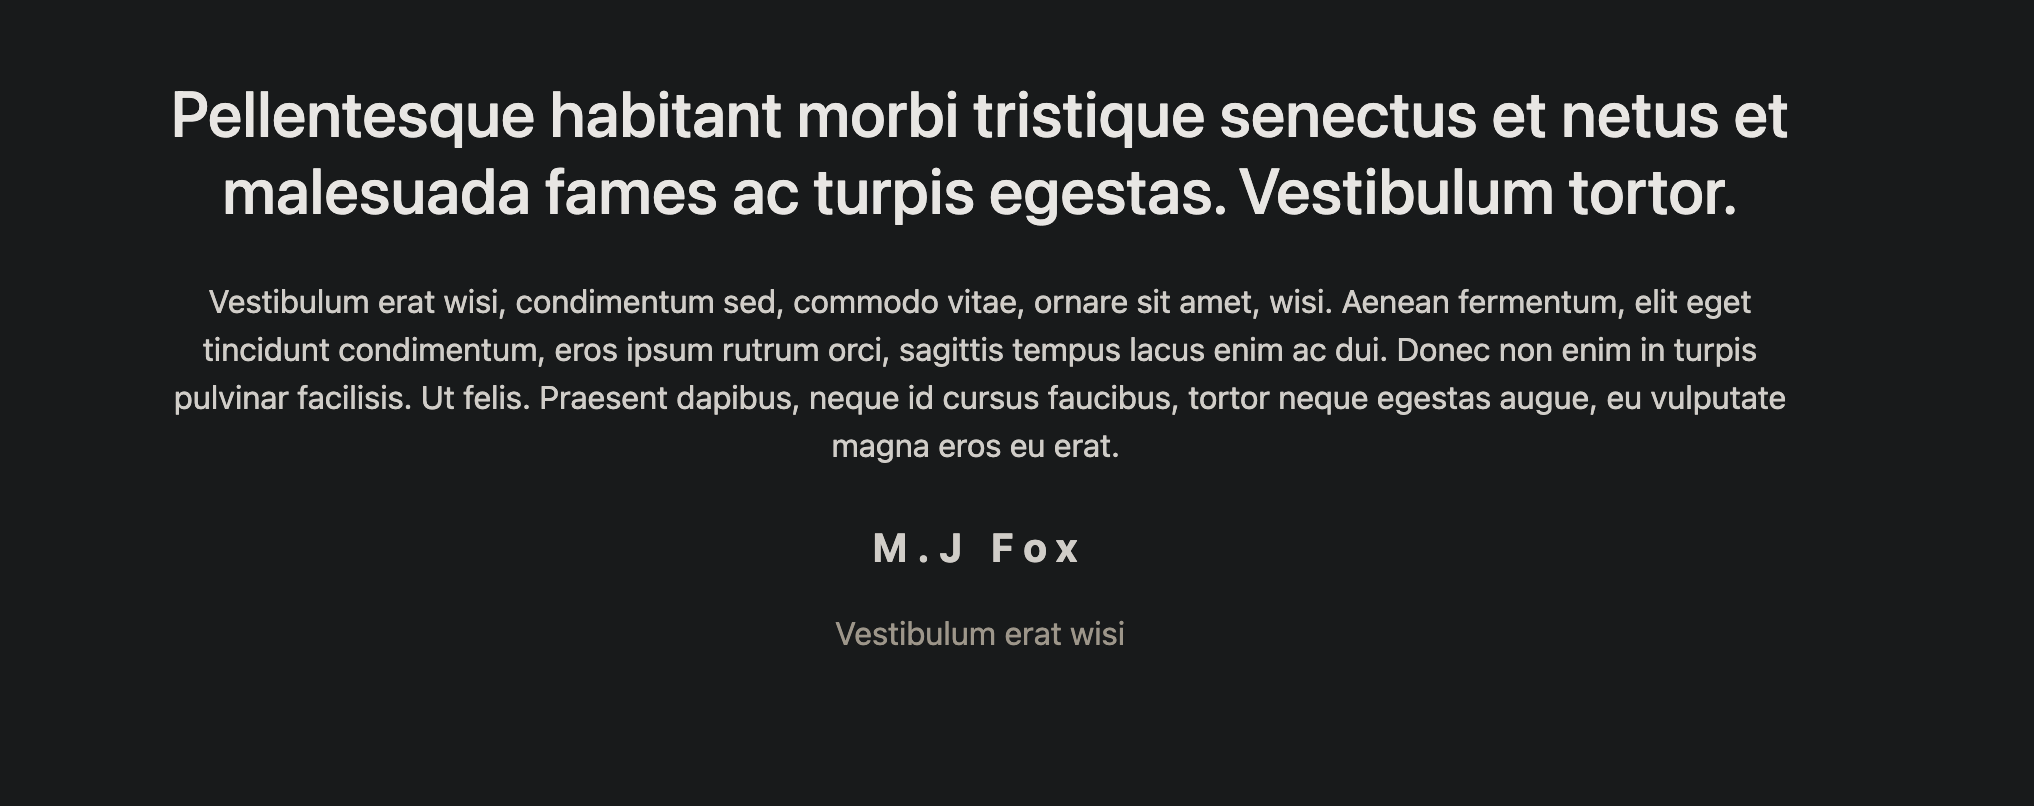 Pellentesque habitant morbi tristique senectus et netus et
malesuada fames ac turpis egestas. Vestibulum tortor.
Vestibulum erat wisi, condimentum sed, commodo vitae, ornare sit amet, wisi. Aenean fermentum, elit eget
tincidunt condimentum, eros ipsum rutrum orci, sagittis tempus lacus enim ac dui. Donec non enim in turpis
pulvinar facilisis. Ut felis. Praesent dapibus, neque id cursus faucibus, tortor neque egestas augue, eu vulputate
magna eros eu erat.
M.J Fox
Vestibulum erat wisi